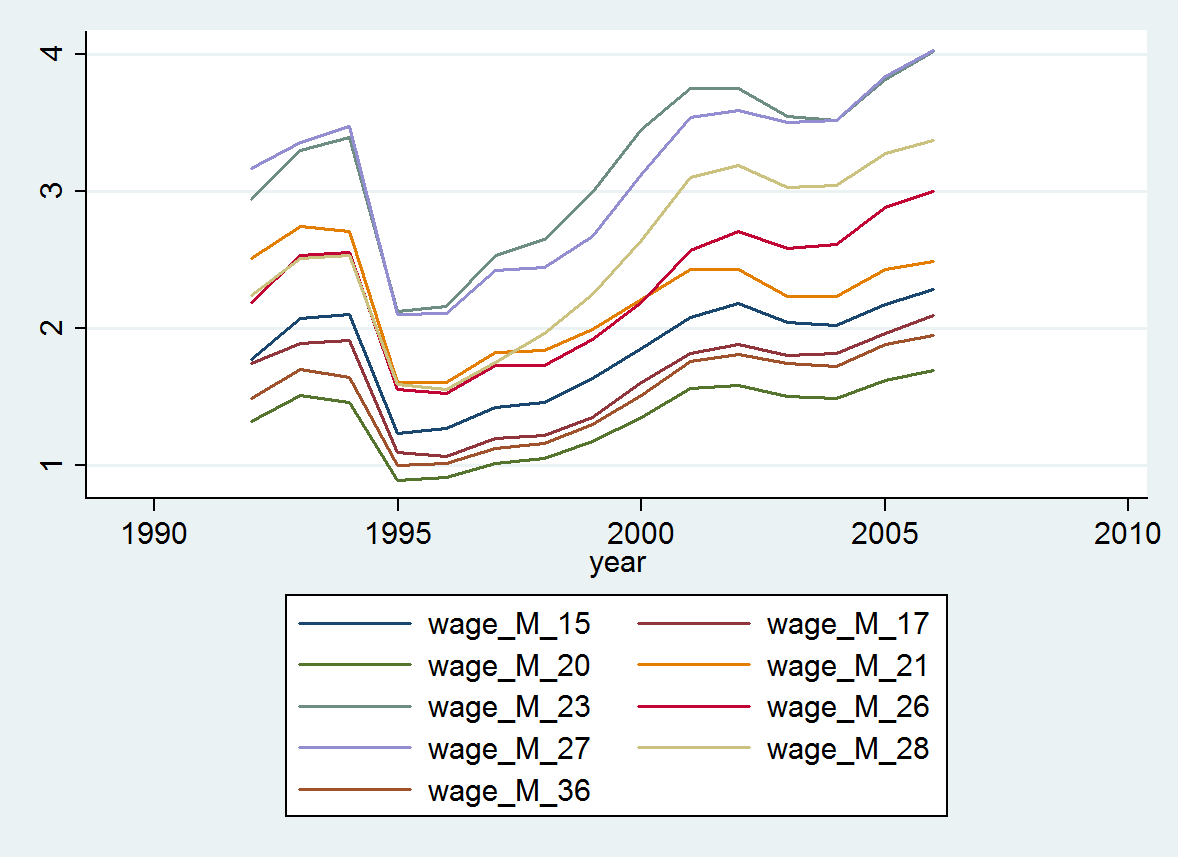 4
3
2
1
1990 1995 2000 2005 2010
year
wage_M_15 wage_M_17
wage_M_20 wage_M_21
wage_M_23 wage_M_26
wage_M_27 wage_M_28
wage_M_36